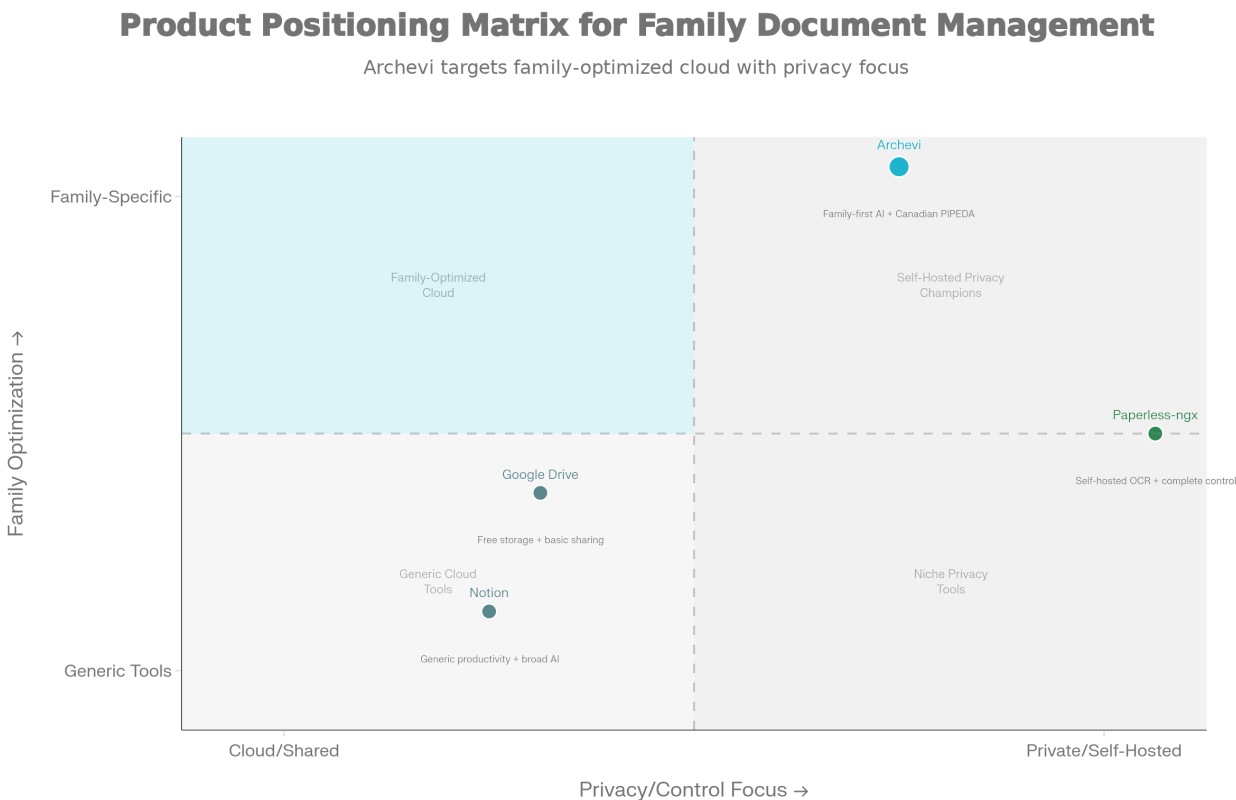 Product Positioning Matrix for Family Document Management
Archevi targets family-optimized cloud with privacy focus
Archevi
Family-Specific
Family-first AI + Canadian PIPEDA
Family-Optimized
Cloud
Self-Hosted Privacy
Champions
Family Optimization →
Paperless-ngx
Google Drive
Self-hosted OCR + complete control
Free storage + basic sharing
Generic Cloud
Tools
Niche Privacy
Tools
Notion
Generic productivity + broad AI
Generic Tools
Cloud/Shared
Private/Self-Hosted
Privacy/Control Focus →